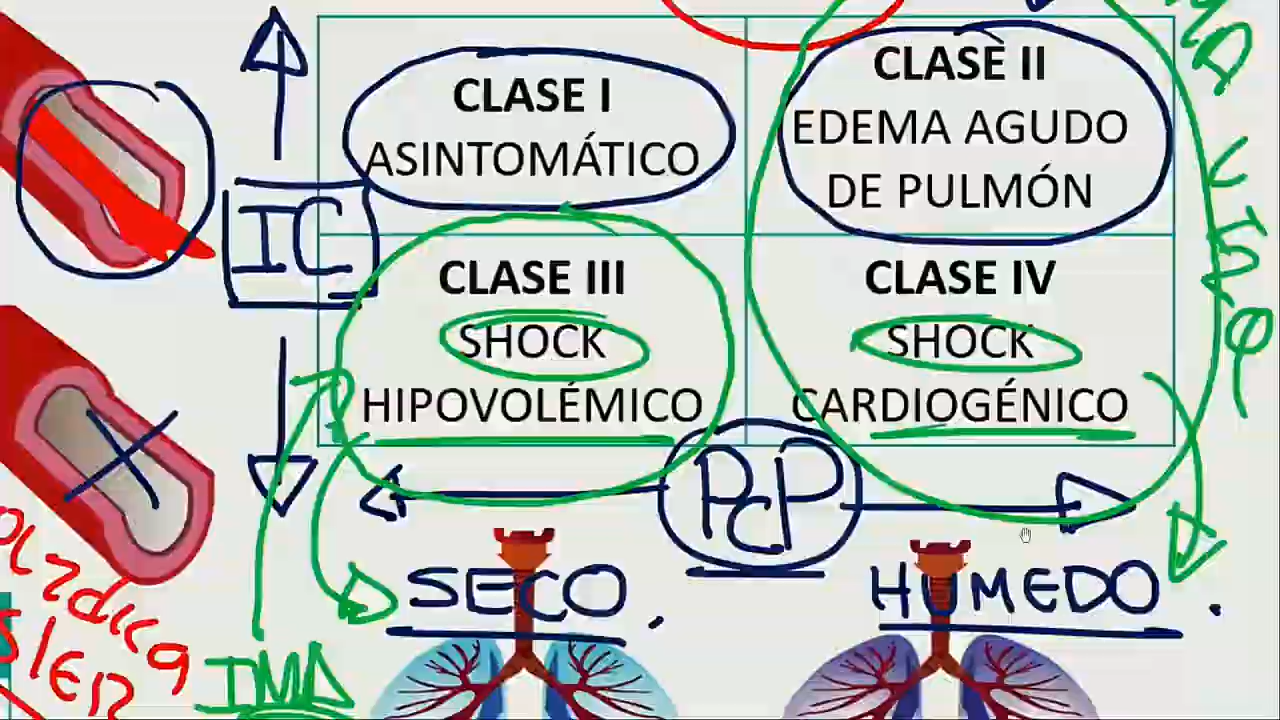 CLASE I
ASINTOMÁTICO
CLASE II
EDEMA AGUDO
DE PULMÓN
IC
CLASE III
SHOCK
HIPOVOLÉMICO
CLASE IV
SHOCK
CARDIOGÉNICO
PCP
SECO,
HUMEDO.